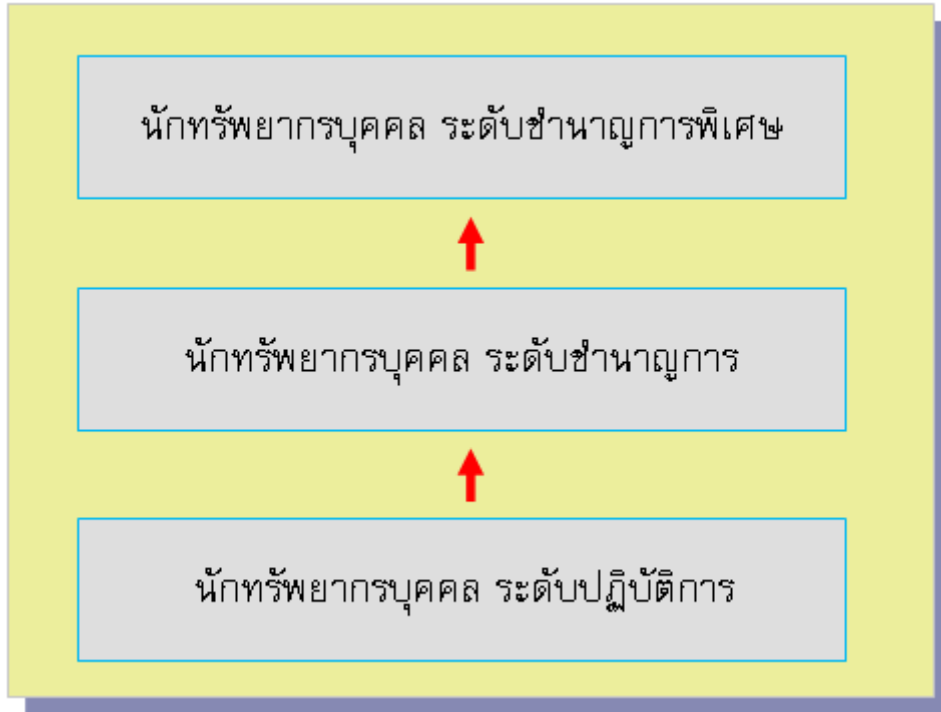 นักทรัพยากรบุคคล ระดับชำนาญการพิเศษ
นักทรัพยากรบุคคล ระดับชำนาญการ
นักทรัพยากรบุคคล ระดับปฏิบัติการ